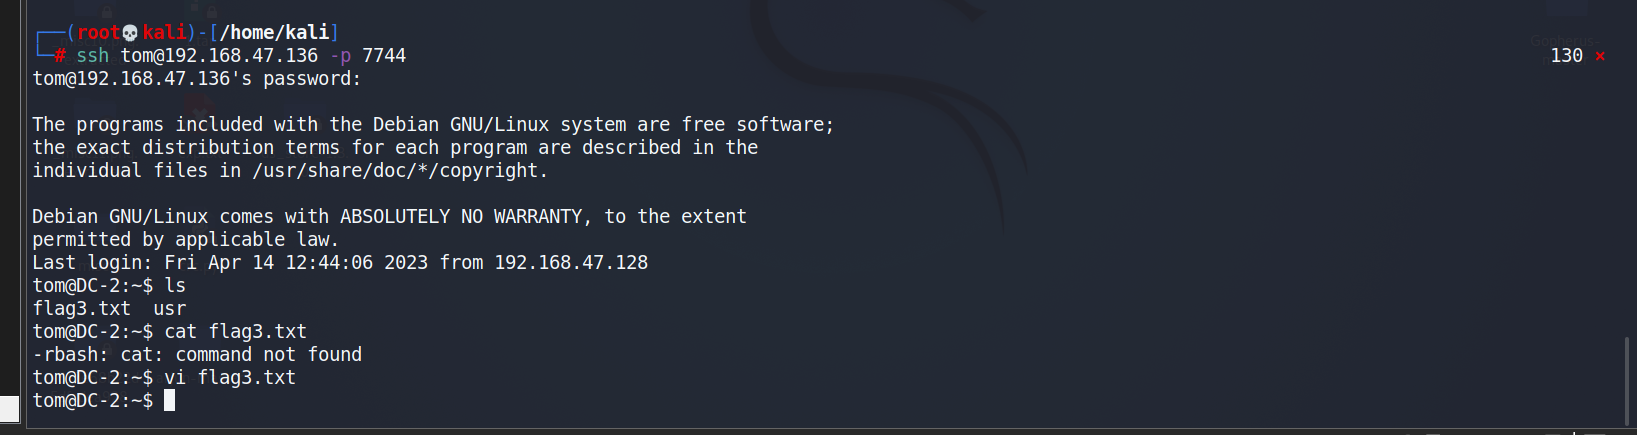 ┌──(root💀kali)-[/home/kali]
└─# ssh tom@192.168.47.136 -p 7744 130 ⨯
tom@192.168.47.136's password:
The programs included with the Debian GNU/Linux system are free software;
the exact distribution terms for each program are described in the
individual files in /usr/share/doc/*/copyright.
Debian GNU/Linux comes with ABSOLUTELY NO WARRANTY, to the extent
permitted by applicable law.
Last login: Fri Apr 14 12:44:06 2023 from 192.168.47.128
tom@DC-2:~$ ls
flag3.txt  usr
tom@DC-2:~$ cat flag3.txt
-rbash: cat: command not found
tom@DC-2:~$ vi flag3.txt
tom@DC-2:~$